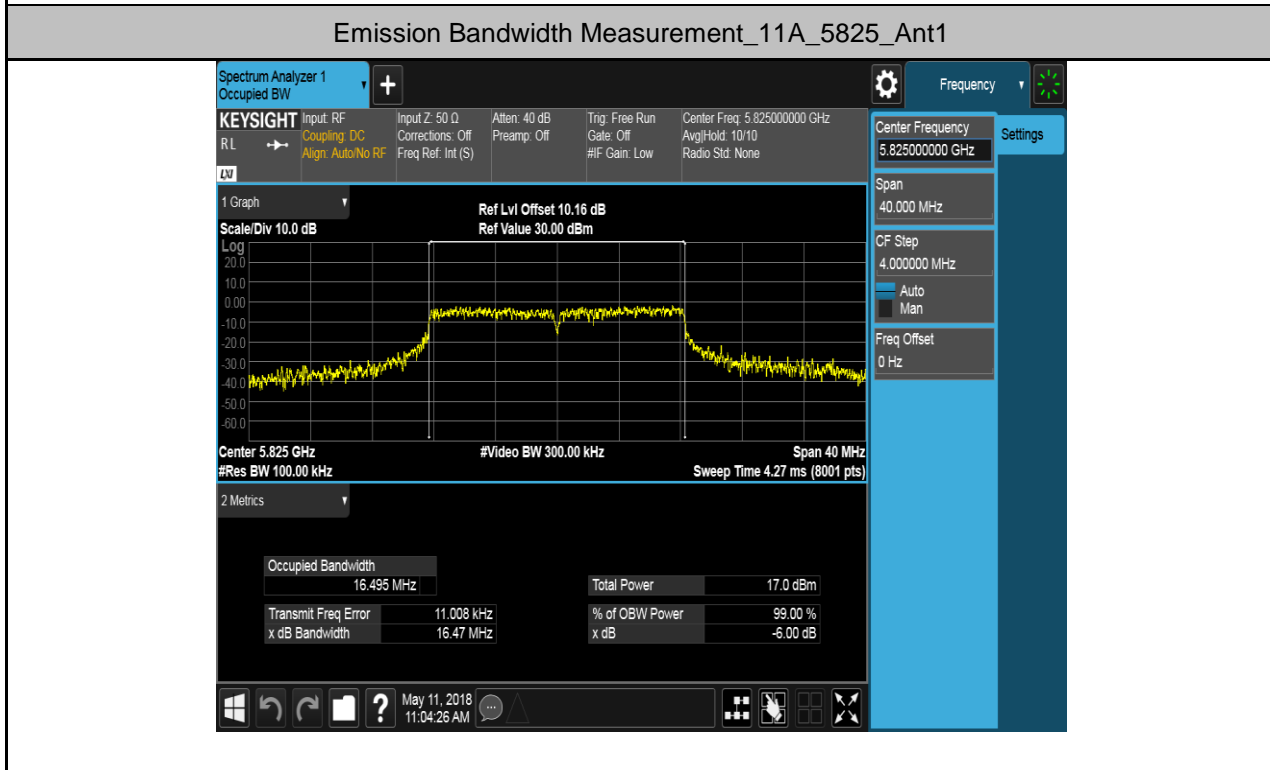 Emission Bandwidth Measurement_11A_5825_Ant1
Spectrum Analyzer 1
Occupied BW
+
Frequency
KEYSIGHT
RL
LXI
Input: RF
Coupling: DC
Align: Auto/No RF
Input Z: 50 Ω
Corrections: Off
Freq Ref: Int (S)
Atten: 40 dB
Preamp: Off
Trig: Free Run
Gate: Off
#IF Gain: Low
Center Freq: 5.825000000 GHz
Avg|Hold: 10/10
Radio Std: None
Center Frequency
5.825000000 GHz
Settings
Span
40.000 MHz
CF Step
4.000000 MHz
Auto
Man
Freq Offset
0 Hz
1 Graph
Ref Lvl Offset 10.16 dB
Scale/Div 10.0 dB
Ref Value 30.00 dBm
Log
20.0
10.0
0.00
-10.0
-20.0
-30.0
-40.0
-50.0
-60.0
Center 5.825 GHz
#Video BW 300.00 kHz
Span 40 MHz
#Res BW 100.00 kHz
Sweep Time 4.27 ms (8001 pts)
2 Metrics
Occupied Bandwidth
16.495 MHz
Total Power 17.0 dBm
Transmit Freq Error 11.008 kHz
% of OBW Power 99.00 %
x dB Bandwidth 16.47 MHz
x dB -6.00 dB
?
May 11, 2018
11:04:26 AM